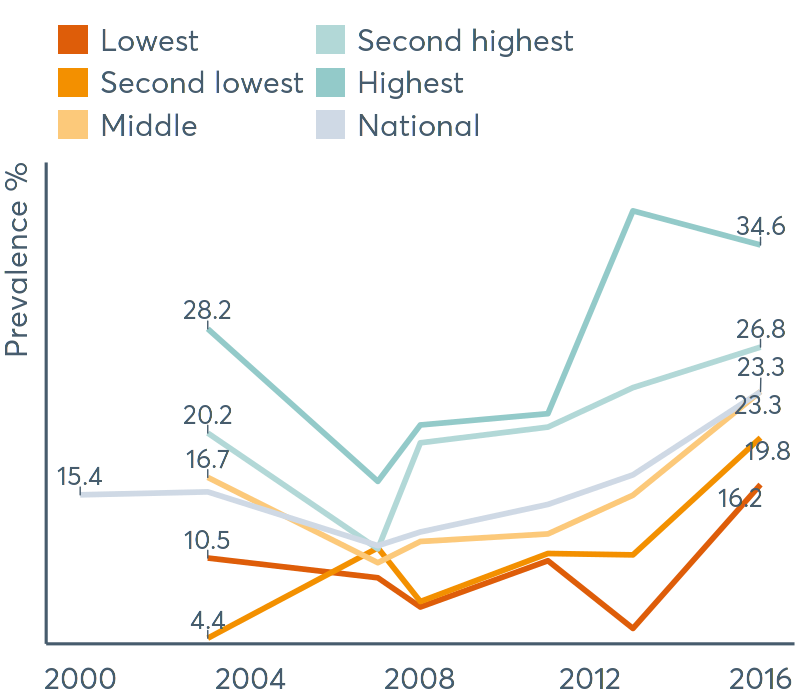 Lowest
Second lowest
Middle
Second highest
Highest
National
Prevalence %
34.6
28.2
26.8
23.3
23.3
20.2
19.8
16.7
15.4
16.2
10.5
4.4
2000 2004 2008 2012 2016